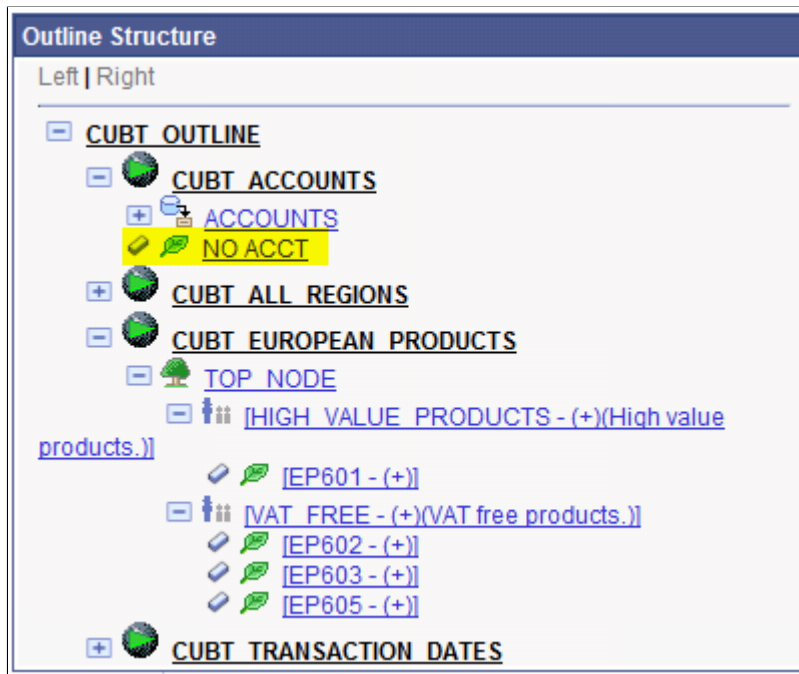 Outline Structure
Left | Right
CUBT_OUTLINE
CUBT_ACCOUNTS
ACCOUNTS
NO ACCT
CUBT_ALL_REGIONS
CUBT_EUROPEAN_PRODUCTS
TOP_NODE
[HIGH_VALUE_PRODUCTS - (+)(High value
products.)]
[EP601 - (+)]
[VAT_FREE - (+)(VAT free products.)]
[EP602 - (+)]
[EP603 - (+)]
[EP605 - (+)]
CUBT_TRANSACTION_DATES